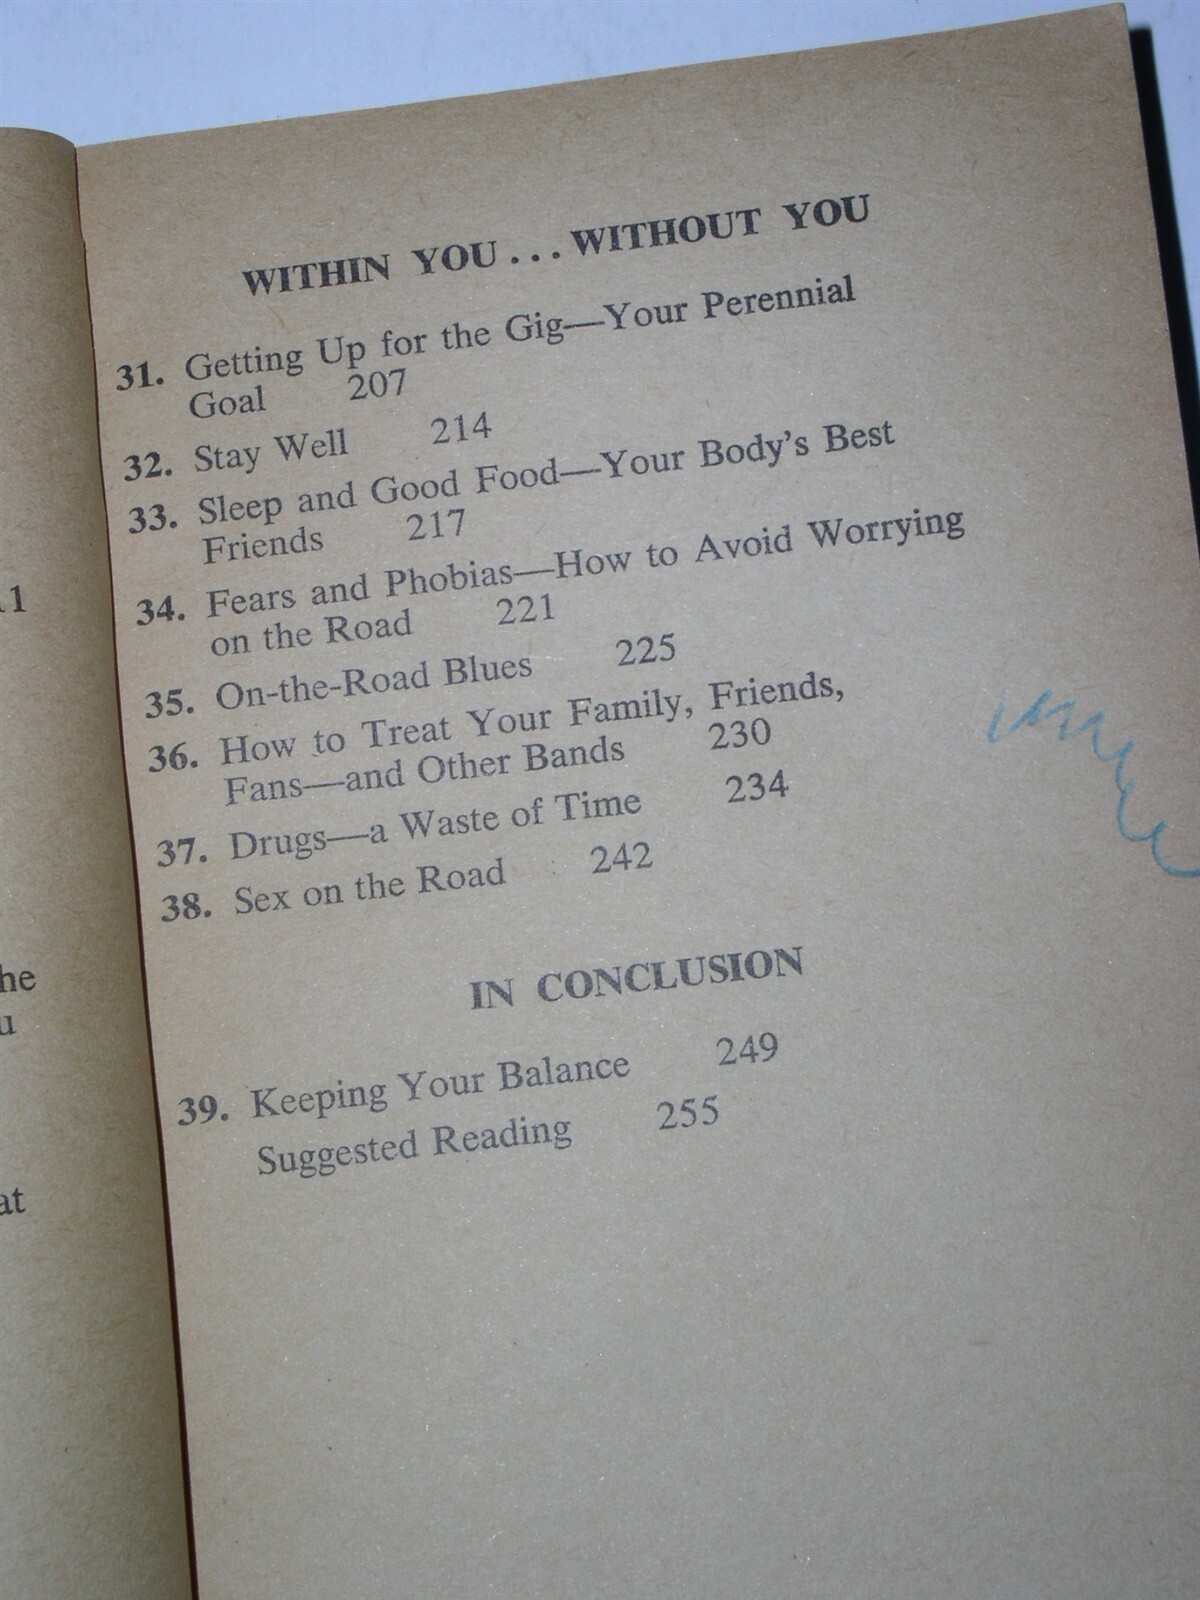 WITHIN YOU...WITHOUT YOU
31. Getting Up for the Gig—Your Perennial
Goal 207
32. Stay Well 214
33. Sleep and Good Food—Your Body's Best
Friends 217
34. Fears and Phobias—How to Avoid Worrying
on the Road 221
35. On-the-Road Blues 225
36. How to Treat Your Family, Friends,
Fans—and Other Bands 230
37. Drugs—a Waste of Time 234
38. Sex on the Road 242
IN CONCLUSION
39. Keeping Your Balance 249
Suggested Reading 255